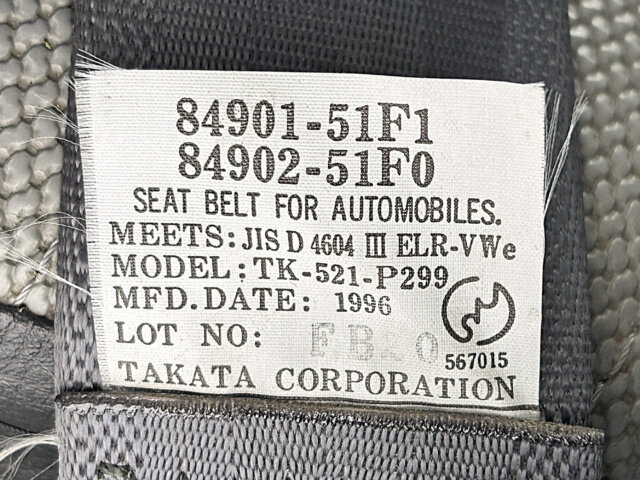 84901-51F1
84902-51F0
SEAT BELT FOR AUTOMOBILES.
MEETS: JIS D 4604 III ELR-VWe
MODEL: TK-521-P299
MFD. DATE: 1996
LOT NO:
567015
TAKATA CORPORATION